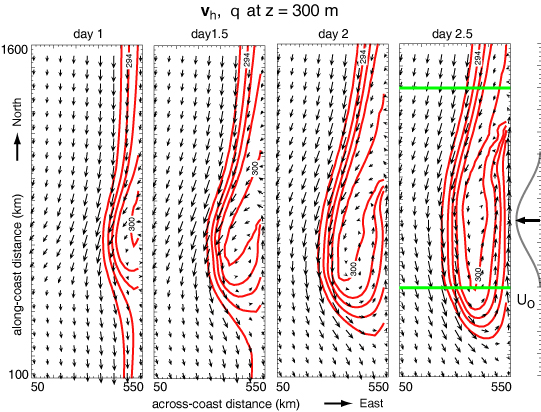 v_h, q at z = 300 m
day 1
day1.5
day 2
day 2.5
1600
North
along-coast distance (km)
100
294
300
294
300
294
300
294
300
U_o
50
550
50
550
50
550
50
550
across-coast distance (km)
East